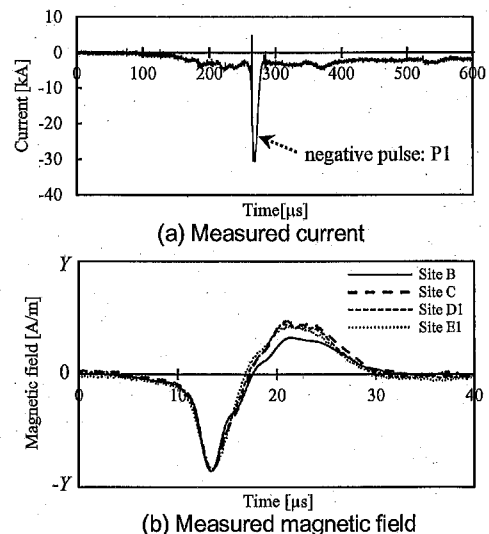 10
0
-10
-20
-30
-40
0 100 200 300 400 500 600
Current [kA]
negative pulse: P1
Time[µs]
(a) Measured current
Y
0
-Y
0 10 20 30 40
Magnetic field [A/m]
Site B
Site C
Site D1
Site E1
Time [µs]
(b) Measured magnetic field